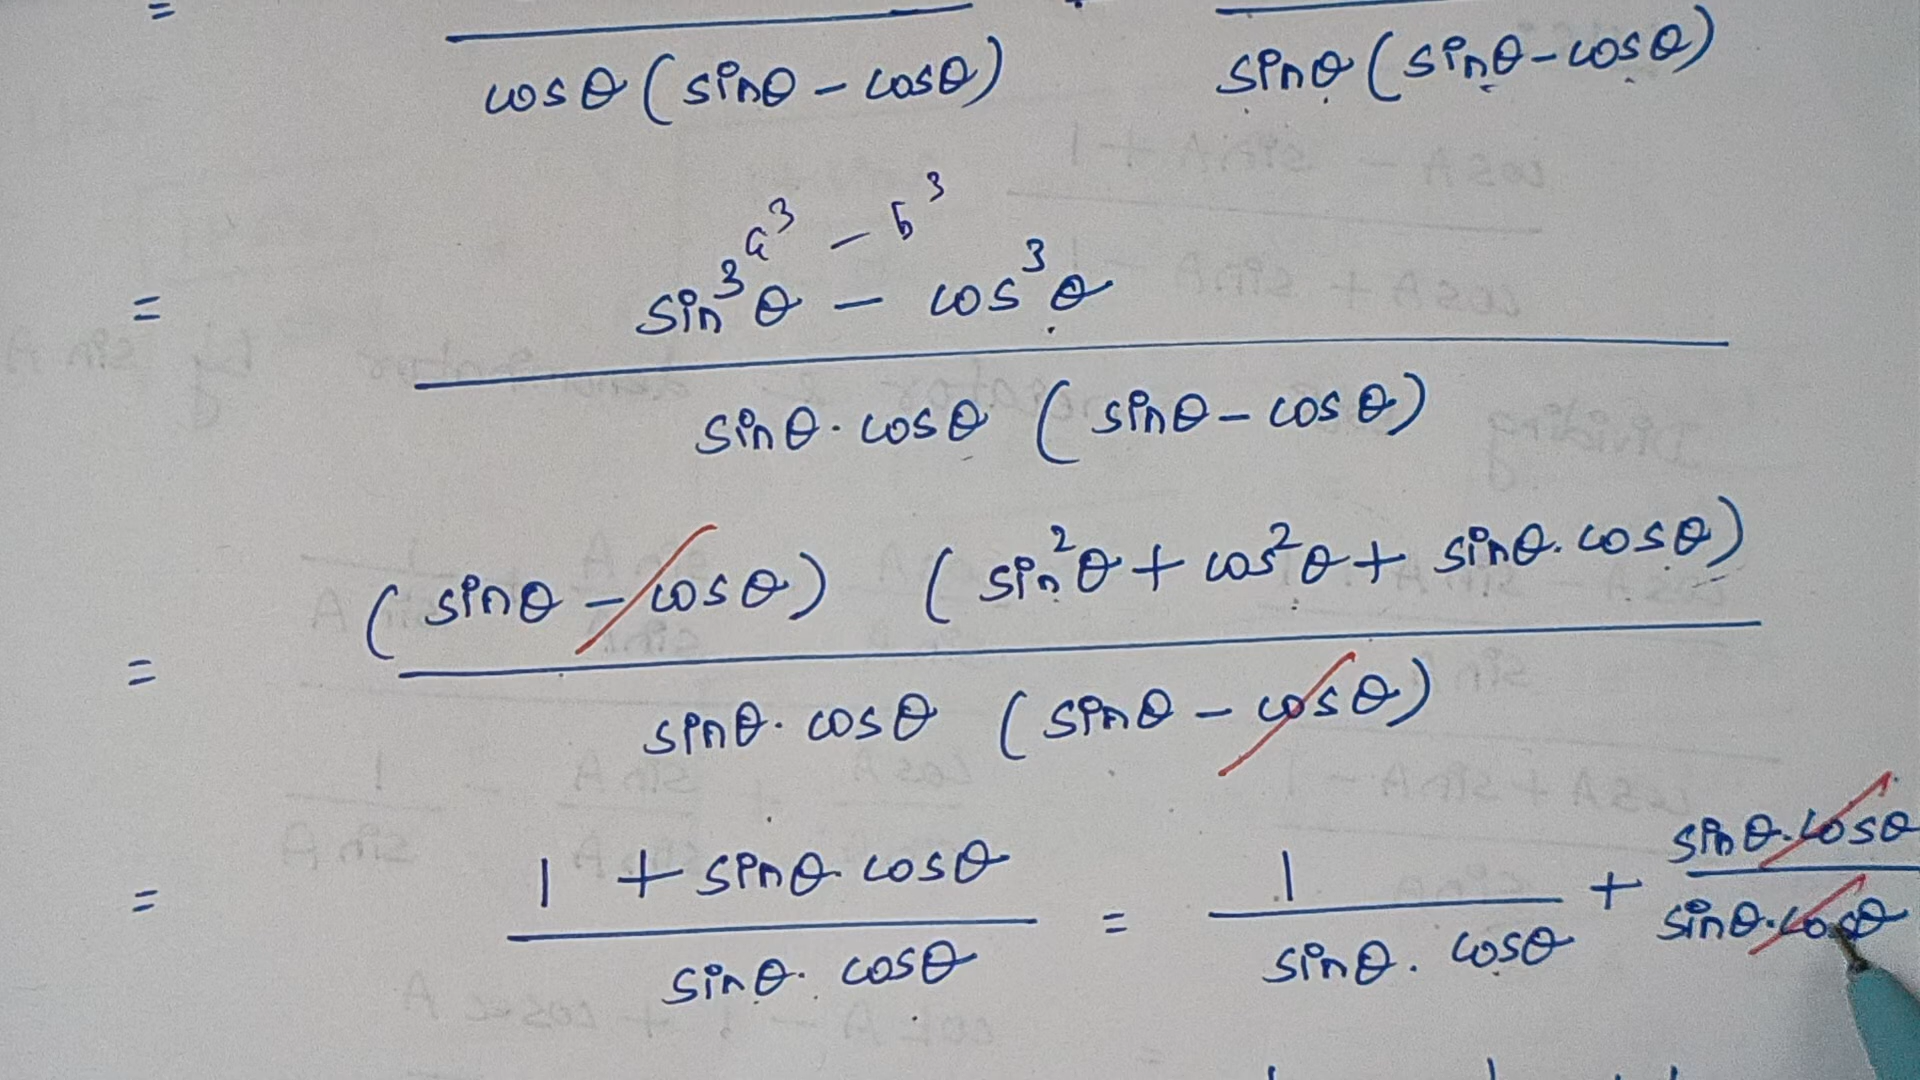 =
cosθ (sinθ - cosθ) sinθ (sinθ - cosθ)
a³ - b³
= sin³θ - cos³θ
sinθ. cosθ (sinθ - cosθ)
= (sinθ - cosθ) (sin²θ + cos²θ + sinθ. cosθ)
sinθ. cosθ (sinθ - cosθ)
= 1 + sinθ. cosθ = 1 + sinθ. cosθ
sinθ. cosθ sinθ. cosθ sinθ. cosθ